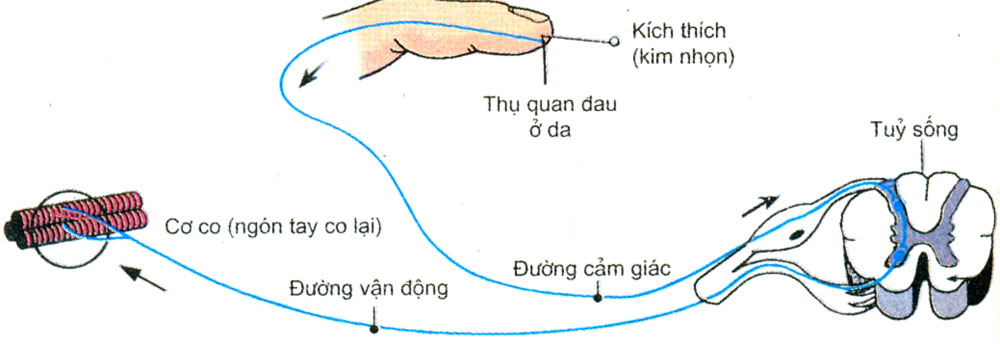 Kích thích
(kim nhọn)
Thụ quan đau
ở da
Tuỷ sống
Cơ co (ngón tay co lại)
Đường cảm giác
Đường vận động